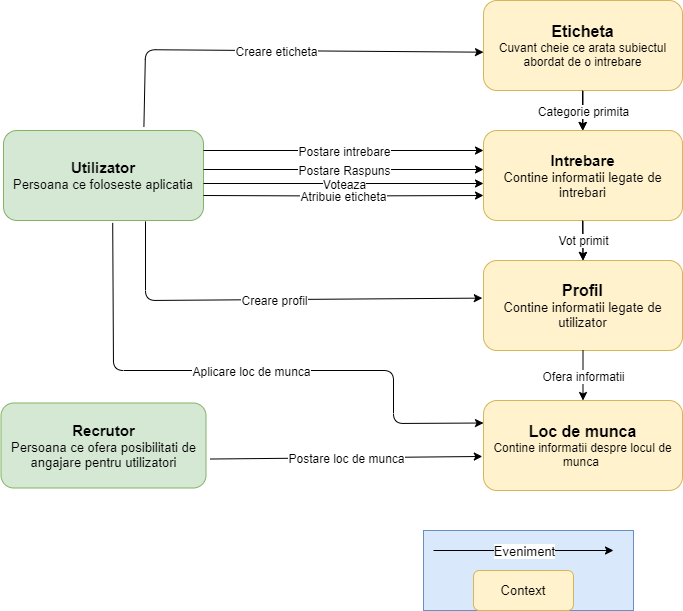 Eticheta
Cuvant cheie ce arata subiectul
abordat de o intrebare
Creare eticheta
Categorie primita
Utilizator
Persoana ce foloseste aplicatia
Postare intrebare
Postare Raspuns
Voteaza
Atribuie eticheta
Intrebare
Contine informatii legate de
intrebari
Vot primit
Profil
Contine informatii legate de
utilizator
Creare profil
Ofera informatii
Aplicare loc de munca
Recrutor
Persoana ce ofera posibilitati de
angajare pentru utilizatori
Postare loc de munca
Loc de munca
Contine informatii despre locul de
munca
Eveniment
Context